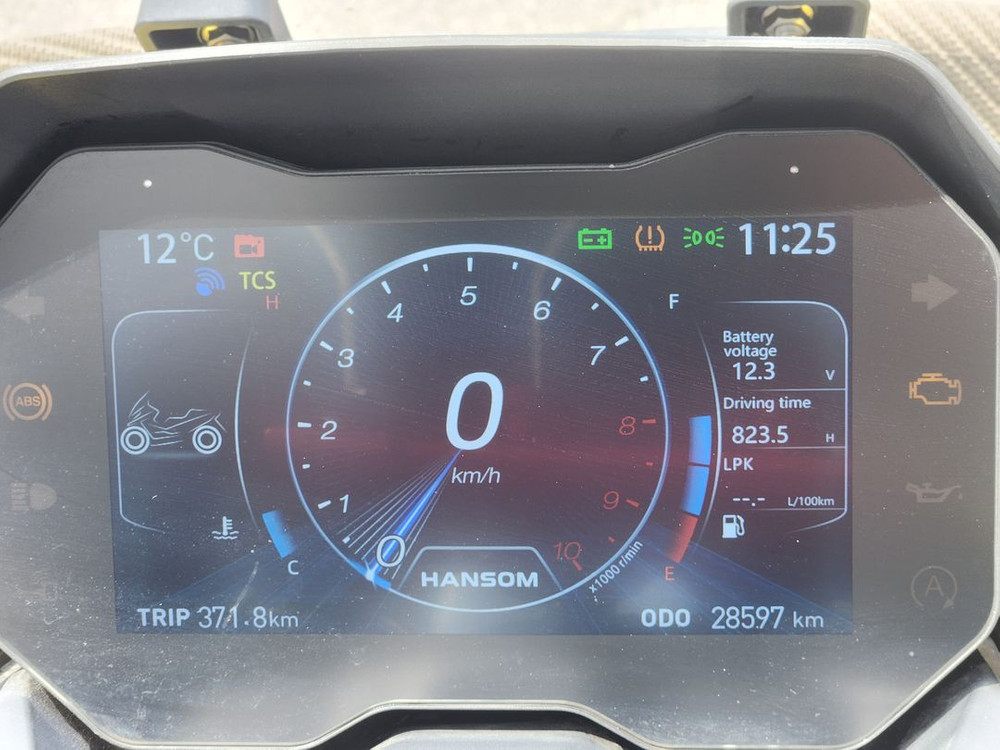 12°C
11:25
TCS
H
F
ABS
0
1
2
3
4
5
6
7
8
9
10
x1000 r/min
0
km/h
HANSOM
Battery
voltage
12.3 V
Driving time
823.5 H
LPK
--.- L/100km
C
E
A
TRIP 371.8km
ODO 28597 km